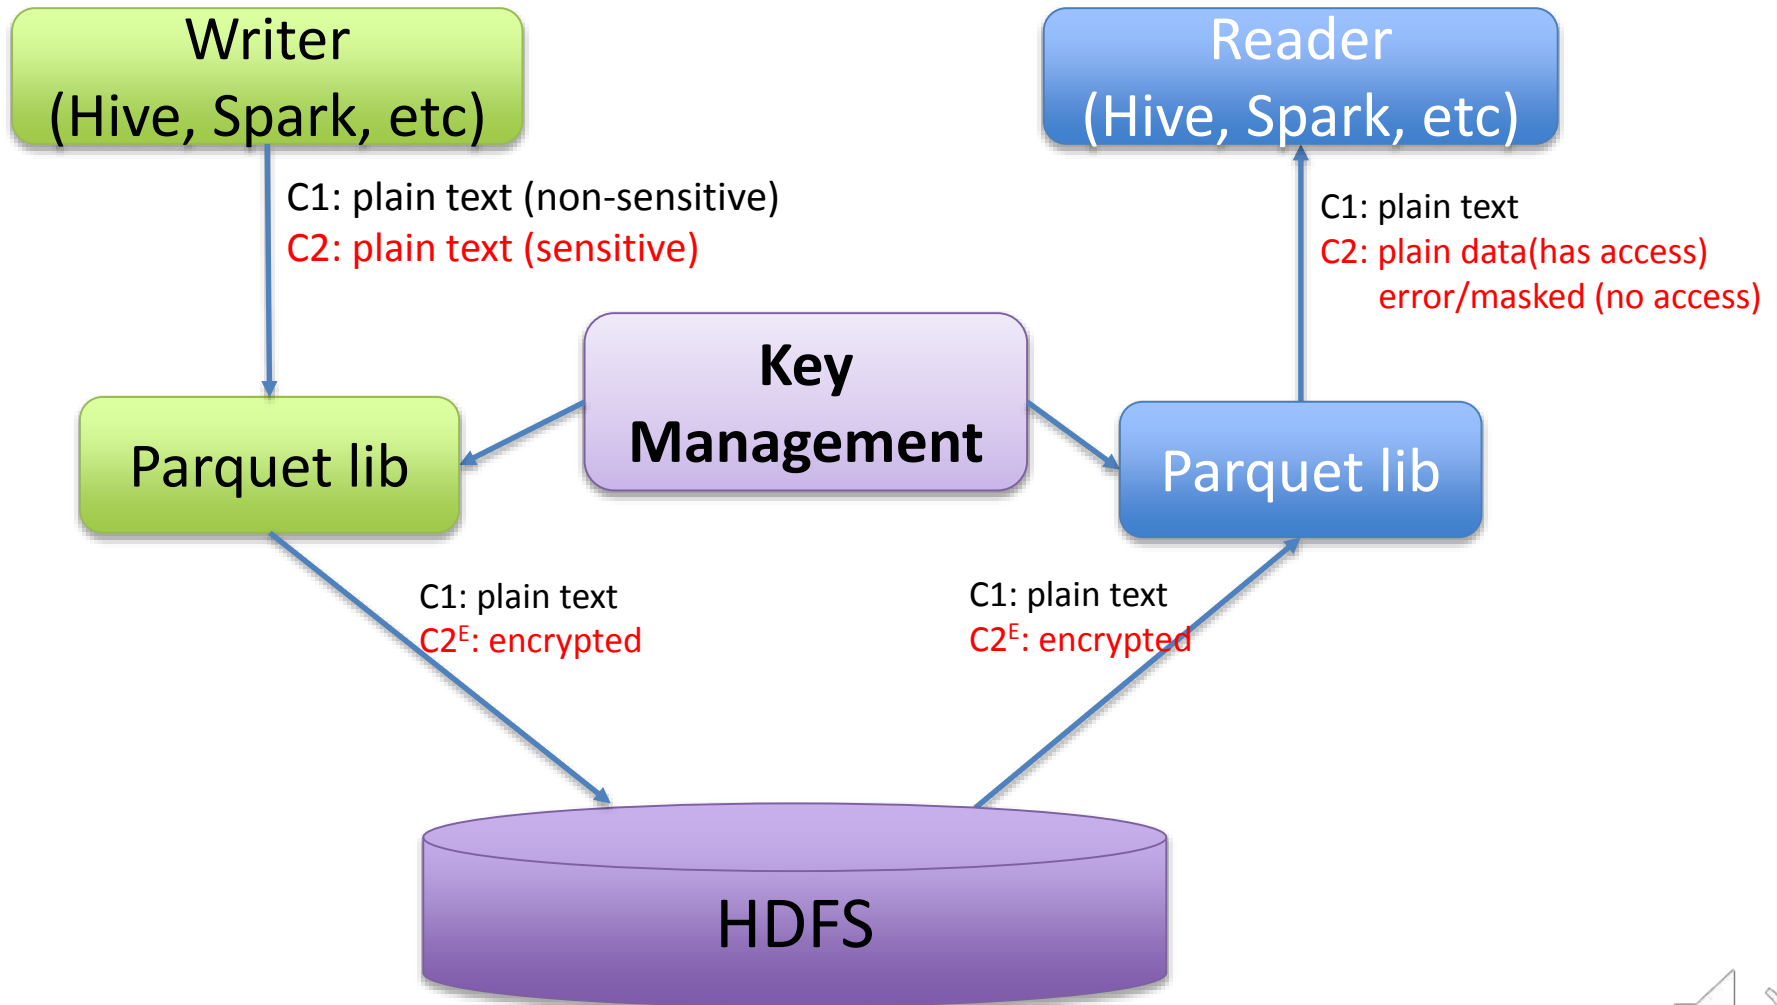 Writer
(Hive, Spark, etc)
Reader
(Hive, Spark, etc)
C1: plain text (non-sensitive)
C2: plain text (sensitive)
C1: plain text
C2: plain data(has access)
error/masked (no access)
Key
Management
Parquet lib
Parquet lib
C1: plain text
C2ᴱ: encrypted
C1: plain text
C2ᴱ: encrypted
HDFS